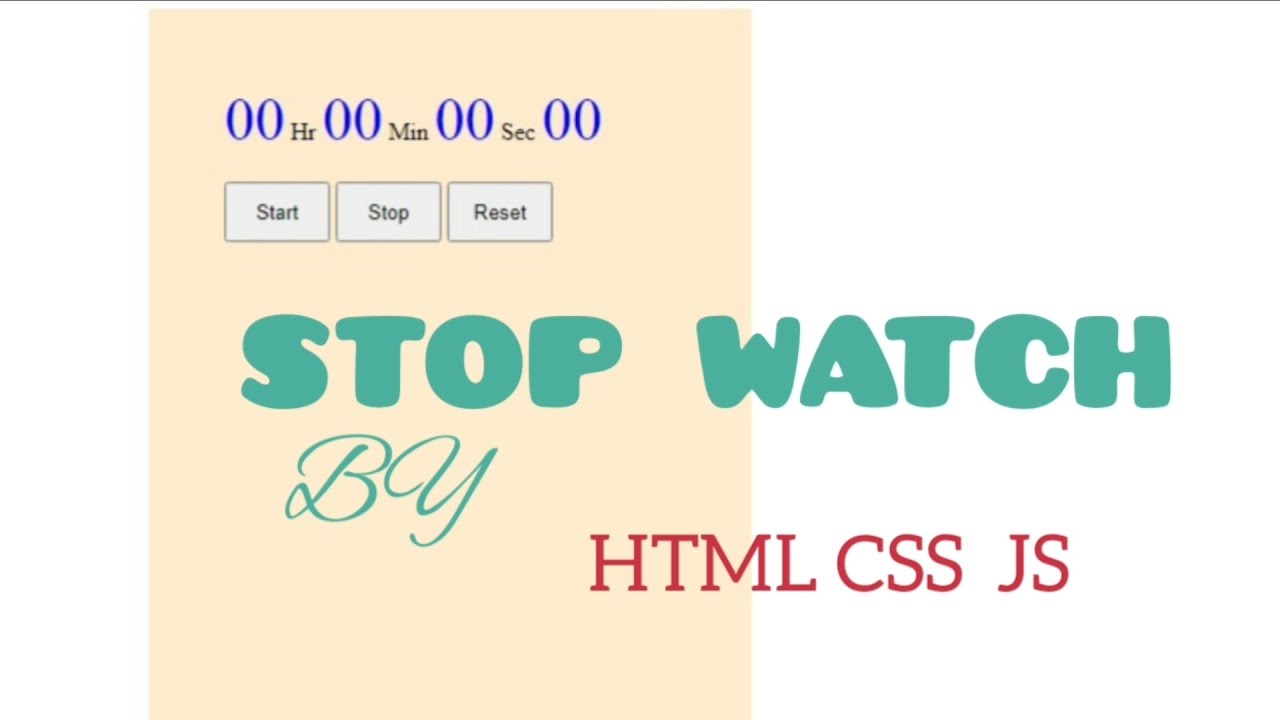 00 Hr 00 Min 00 Sec 00
Start Stop Reset
STOP WATCH
BY
HTML CSS JS